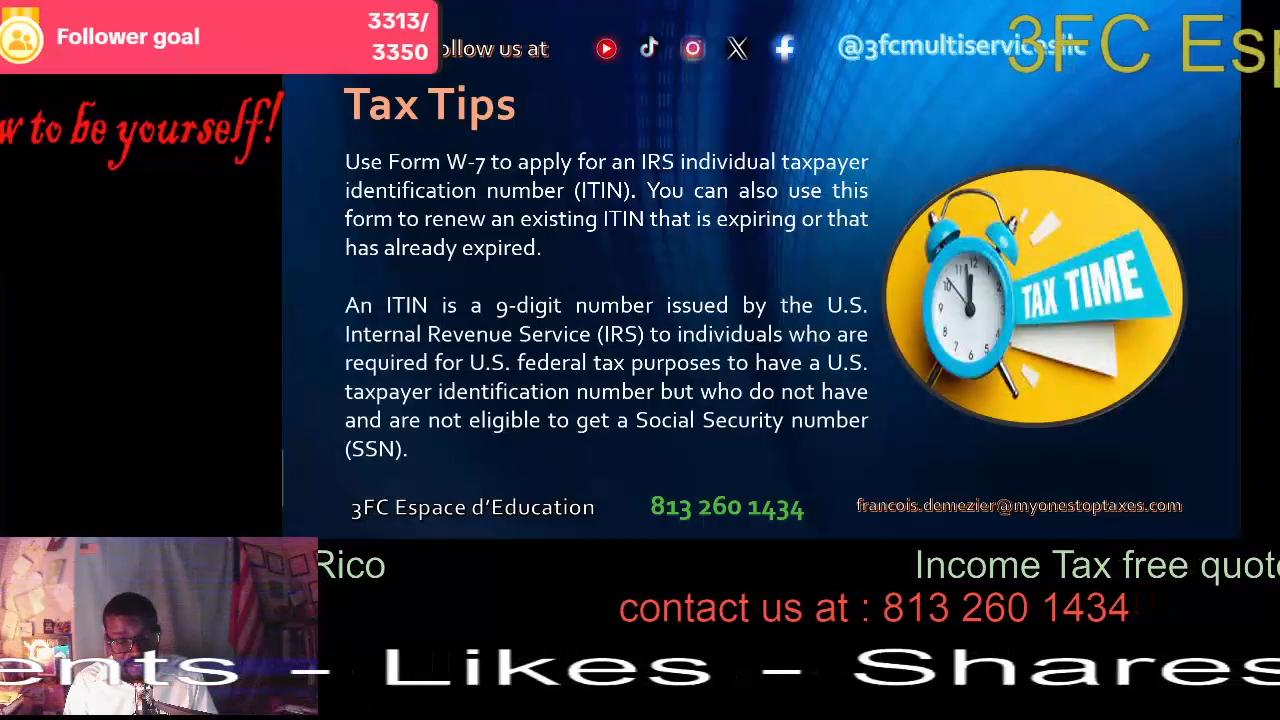 Follower goal
3313/
3350
ollow us at
@3fcmultiservicesllc
3FC Esp
w to be yourself!
Tax Tips
Use Form W-7 to apply for an IRS individual taxpayer
identification number (ITIN). You can also use this
form to renew an existing ITIN that is expiring or that
has already expired.
An ITIN is a 9-digit number issued by the U.S.
Internal Revenue Service (IRS) to individuals who are
required for U.S. federal tax purposes to have a U.S.
taxpayer identification number but who do not have
and are not eligible to get a Social Security number
(SSN).
TAX TIME
3FC Espace d'Education
813 260 1434
francois.demezier@myonestoptaxes.com
Rico
Income Tax free quote
contact us at : 813 260 1434
ents - Likes - Shares